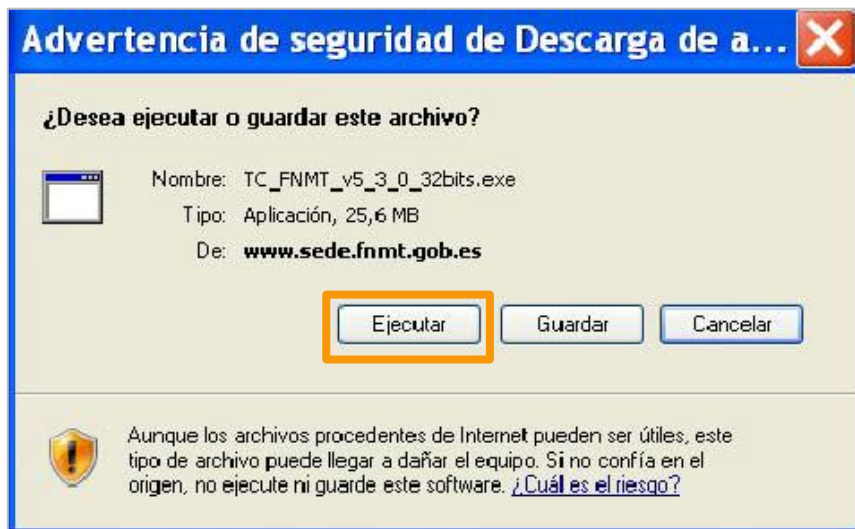 Advertencia de seguridad de Descarga de a...
¿Desea ejecutar o guardar este archivo?
Nombre: TC_FNMT_v5_3_0_32bits.exe
Tipo: Aplicación, 25,6 MB
De: www.sede.fnmt.gob.es
Ejecutar Guardar Cancelar
Aunque los archivos procedentes de Internet pueden ser útiles, este
tipo de archivo puede llegar a dañar el equipo. Si no confía en el
origen, no ejecute ni guarde este software. ¿Cuál es el riesgo?